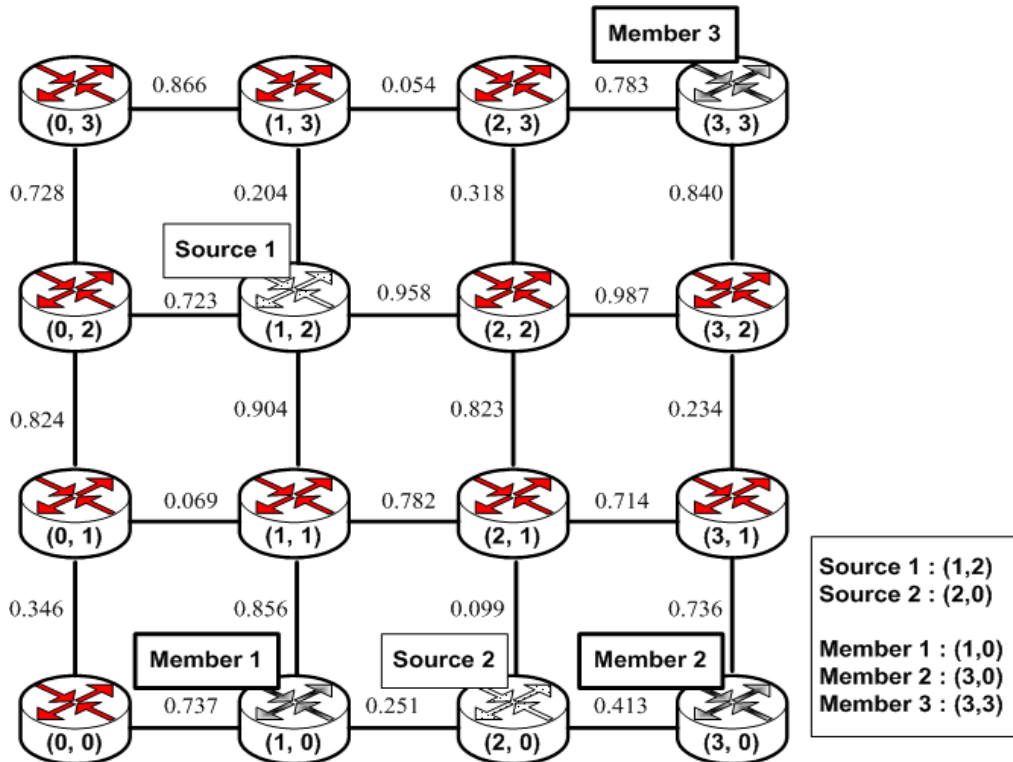 Member 3
0.866 0.054 0.783
(0, 3) (1, 3) (2, 3) (3, 3)
0.728 0.204 0.318 0.840
Source 1
0.723 0.958 0.987
(0, 2) (1, 2) (2, 2) (3, 2)
0.824 0.904 0.823 0.234
0.069 0.782 0.714
(0, 1) (1, 1) (2, 1) (3, 1)
0.346 0.856 0.099 0.736
Member 1 Source 2 Member 2
0.737 0.251 0.413
(0, 0) (1, 0) (2, 0) (3, 0)
Source 1 : (1,2)
Source 2 : (2,0)
Member 1 : (1,0)
Member 2 : (3,0)
Member 3 : (3,3)